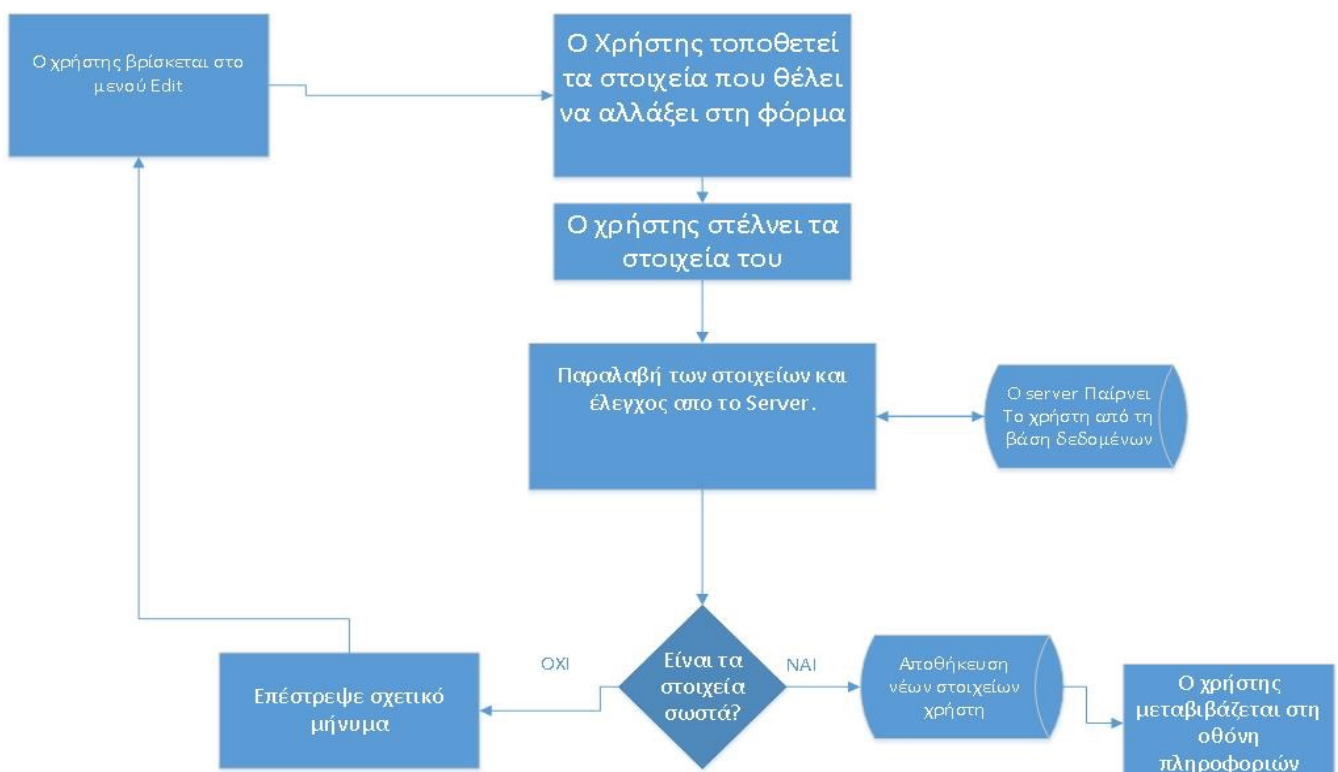 Ο χρήστης βρίσκεται στο
μενού Edit
Ο Χρήστης τοποθετεί
τα στοιχεία που θέλει
να αλλάξει στη φόρμα
Ο χρήστης στέλνει τα
στοιχεία του
Παραλαβή των στοιχείων και
έλεγχος απο το Server.
Ο server Παίρνει
Το χρήστη από τη
βάση δεδομένων
Είναι τα
στοιχεία
σωστά?
ΟΧΙ
ΝΑΙ
Επέστρεψε σχετικό
μήνυμα
Αποθήκευση
νέων στοιχείων
χρήστη
Ο χρήστης
μεταβιβάζεται στη
οθόνη
πληροφοριών